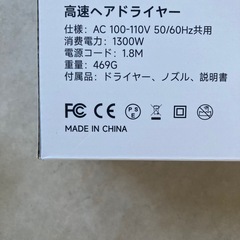 高速ヘアドライヤー
仕様：AC 100-110V 50/60Hz共用
消費電力：1300W
電源コード：1.8M
重量：469G
付属品：ドライヤー、ノズル、説明書
FC CE PSE
MADE IN CHINA